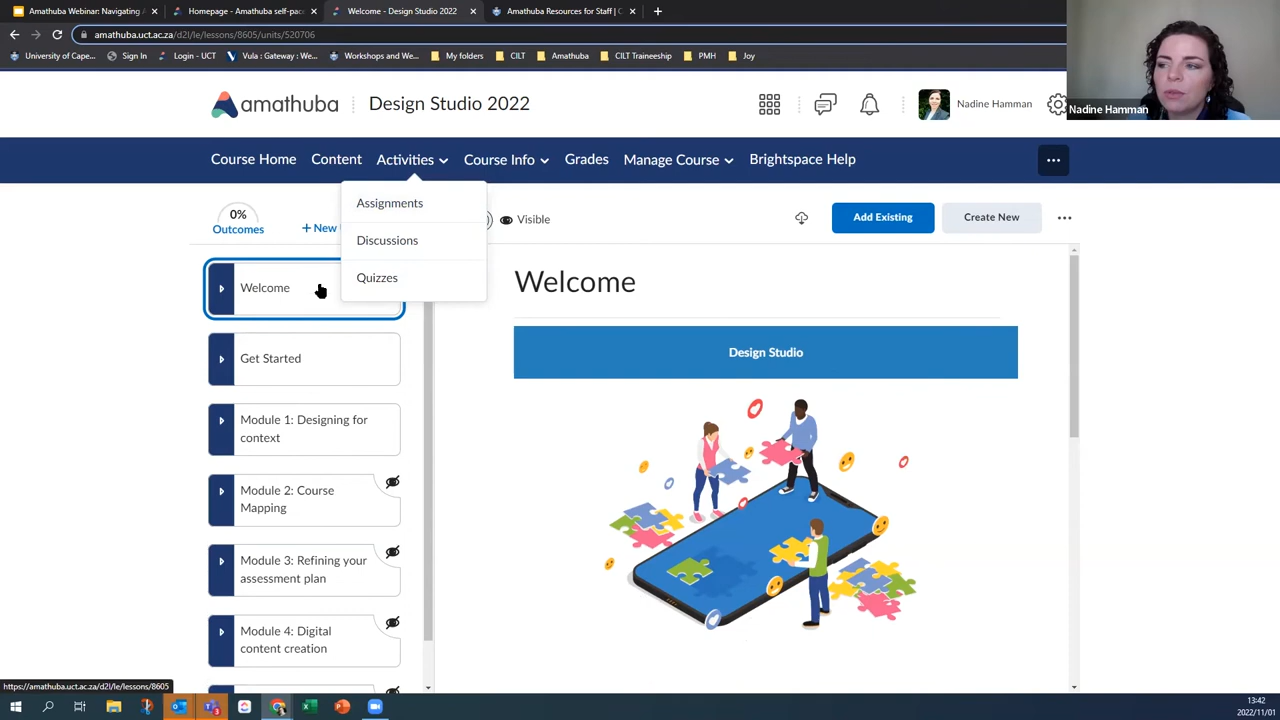 Amathuba Webinar: Navigating A
Homepage - Amathuba self-pac
Welcome - Design Studio 2022
Amathuba Resources for Staff | C
amathuba.uct.ac.za/d2l/le/lessons/8605/units/520706
University of Cape...
Sign In
Login - UCT
Vula : Gateway : We...
Workshops and We...
My folders
CILT
Amathuba
CILT Traineeship
PMH
Joy
Nadine Hamman
amathuba
Design Studio 2022
Nadine Hamman
Course Home
Content
Activities
Course Info
Grades
Manage Course
Brightspace Help
Assignments
Discussions
Quizzes
0%
Outcomes
+ New
Visible
Add Existing
Create New
Welcome
Get Started
Module 1: Designing for
context
Module 2: Course
Mapping
Module 3: Refining your
assessment plan
Module 4: Digital
content creation
Welcome
Design Studio
https://amathuba.uct.ac.za/d2l/le/lessons/8605
13:42
2022/11/01